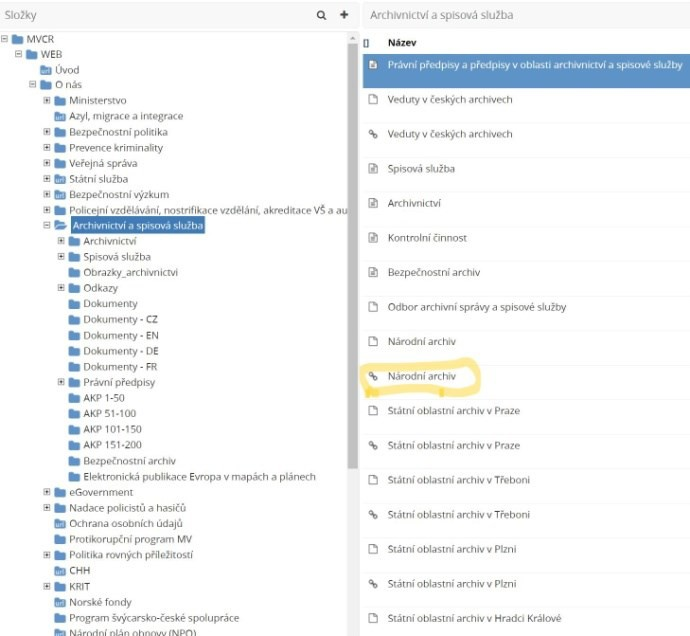 Složky
MVCR
WEB
Úvod
O nás
Ministerstvo
Azyl, migrace a integrace
Bezpečnostní politika
Prevence kriminality
Veřejná správa
Státní služba
Bezpečnostní výzkum
Policejní vzdělávání, nostrifikace vzdělání, akreditace VŠ a au
Archivnictví a spisová služba
Archivnictví
Spisová služba
Obrazky_archivnictvi
Odkazy
Dokumenty
Dokumenty - CZ
Dokumenty - EN
Dokumenty - DE
Dokumenty - FR
Právní předpisy
AKP 1-50
AKP 51-100
AKP 101-150
AKP 151-200
Bezpečnostní archiv
Elektronická publikace Evropa v mapách a plánech
eGovernment
Nadace policistů a hasičů
Ochrana osobních údajů
Protikorupční program MV
Politika rovných příležitostí
CHH
KRIT
Norské fondy
Program švýcarsko-české spolupráce
Národní plán obnovy (NPO)
Archivnictví a spisová služba
Název
Právní předpisy a předpisy v oblasti archivnictví a spisové služby
Veduty v českých archivech
Veduty v českých archivech
Spisová služba
Archivnictví
Kontrolní činnost
Bezpečnostní archiv
Odbor archivní správy a spisové služby
Národní archiv
Národní archiv
Státní oblastní archiv v Praze
Státní oblastní archiv v Praze
Státní oblastní archiv v Třeboni
Státní oblastní archiv v Třeboni
Státní oblastní archiv v Plzni
Státní oblastní archiv v Plzni
Státní oblastní archiv v Hradci Králové